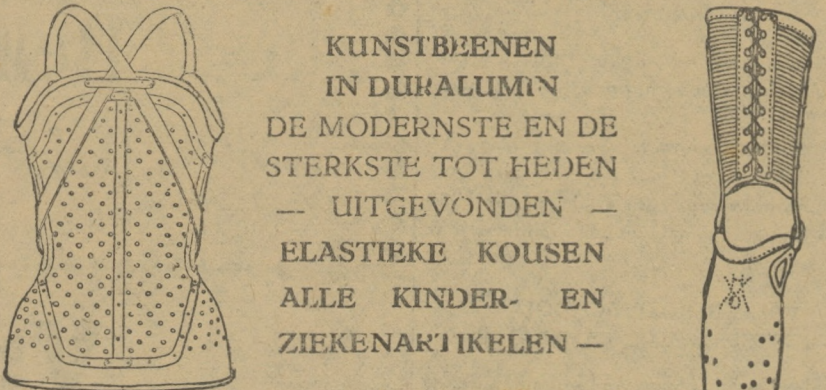 KUNSTBEENEN
IN DURALUMIN
DE MODERNSTE EN DE
STERKSTE TOT HEDEN
— UITGEVONDEN —
ELASTIEKE KOUSEN
ALLE KINDER- EN
ZIEKENARTIKELEN —